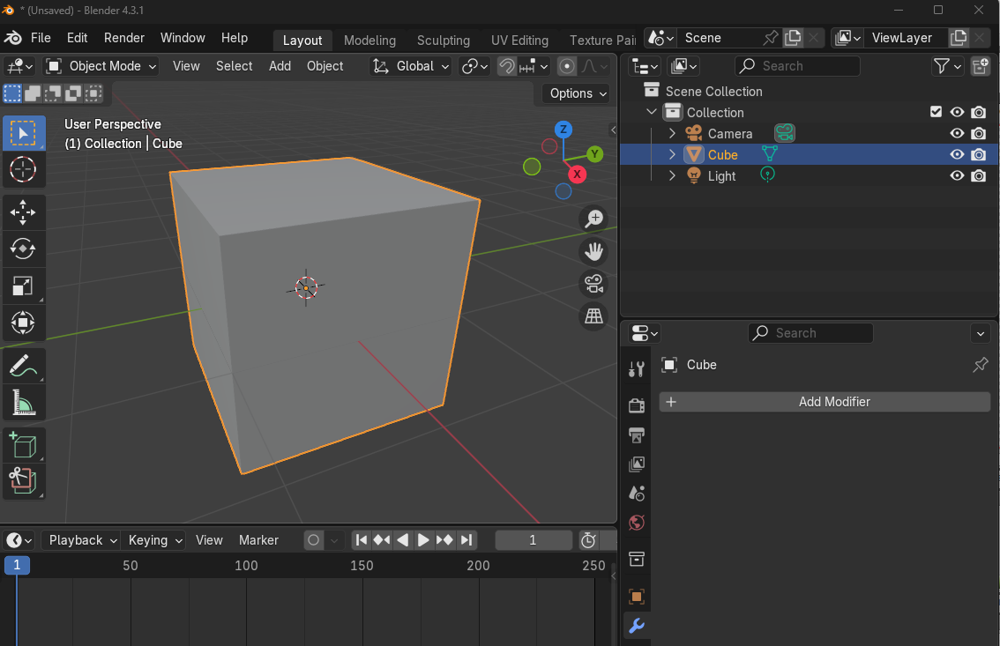 * (Unsaved) - Blender 4.3.1
File Edit Render Window Help Layout Modeling Sculpting UV Editing Texture Pai Scene ViewLayer
Object Mode View Select Add Object Global
Search
Options
User Perspective
(1) Collection | Cube
Z
Y
X
Scene Collection
Collection
Camera
Cube
Light
Search
Cube
Add Modifier
Playback Keying View Marker 1
1 50 100 150 200 250